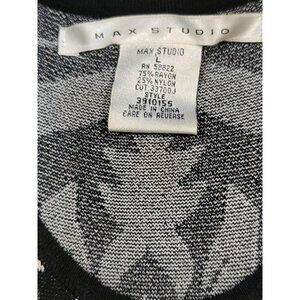 MAX STUDIO
MAX STUDIO
L
RN 58822
75% RAYON
25% NYLON
CUT 33700J
STYLE
3910155
MADE IN CHINA
CARE ON REVERSE